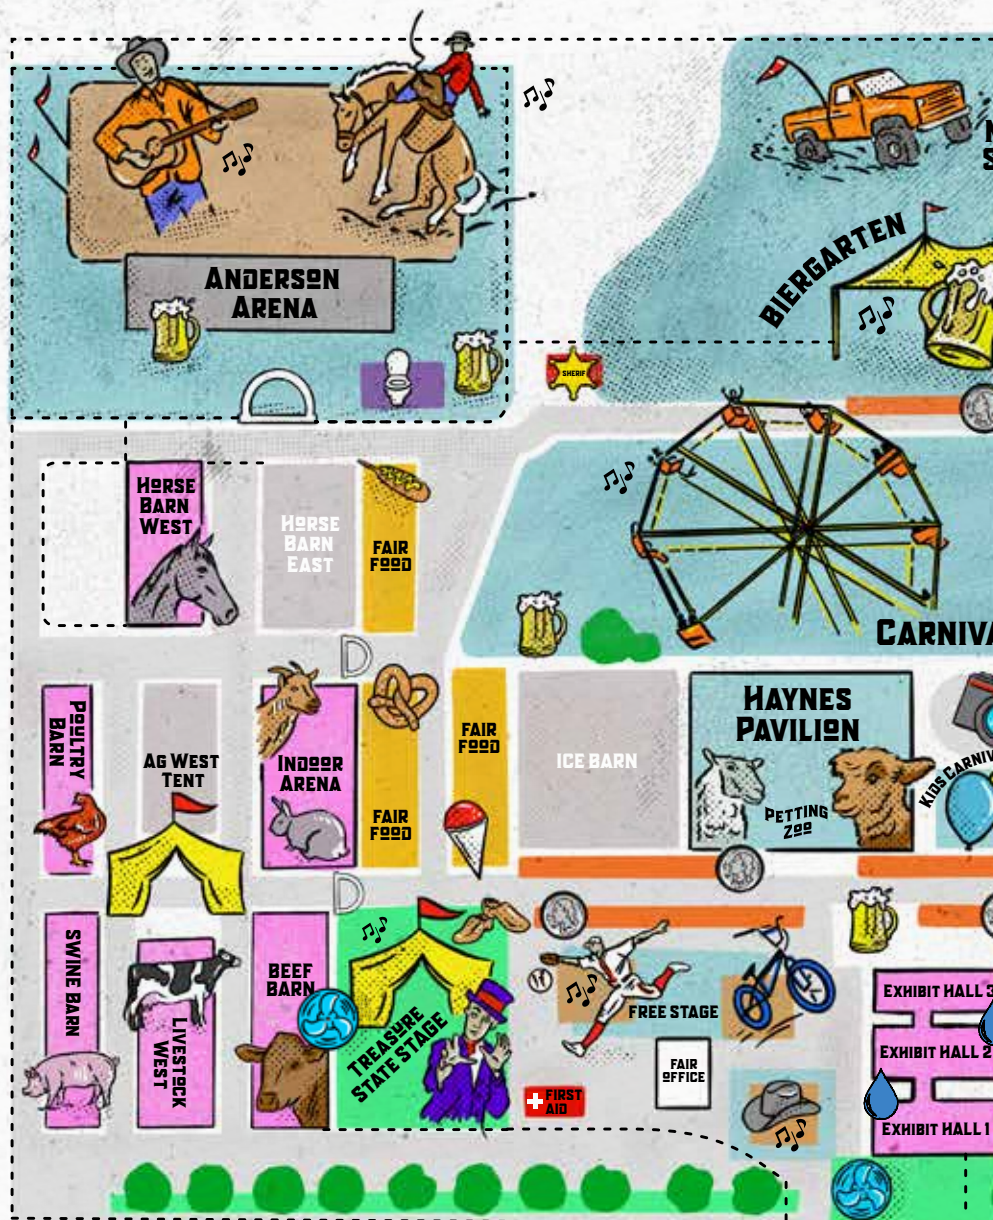 ANDERSON
ARENA
BIERGARTEN
SHERIF
HORSE
BARN
WEST
HORSE
BARN
EAST
FAIR
FOOD
CARNIVA
POULTRY
BARN
AG WEST
TENT
INDOOR
ARENA
FAIR
FOOD
FAIR
FOOD
ICE BARN
HAYNES
PAVILION
PETTING
ZOO
KIDS CARNIV
SWINE BARN
LIVESTOCK
WEST
BEEF
BARN
TREASURE
STATE STAGE
FREE STAGE
FAIR
OFFICE
FIRST
AID
EXHIBIT HALL 3
EXHIBIT HALL 2
EXHIBIT HALL 1